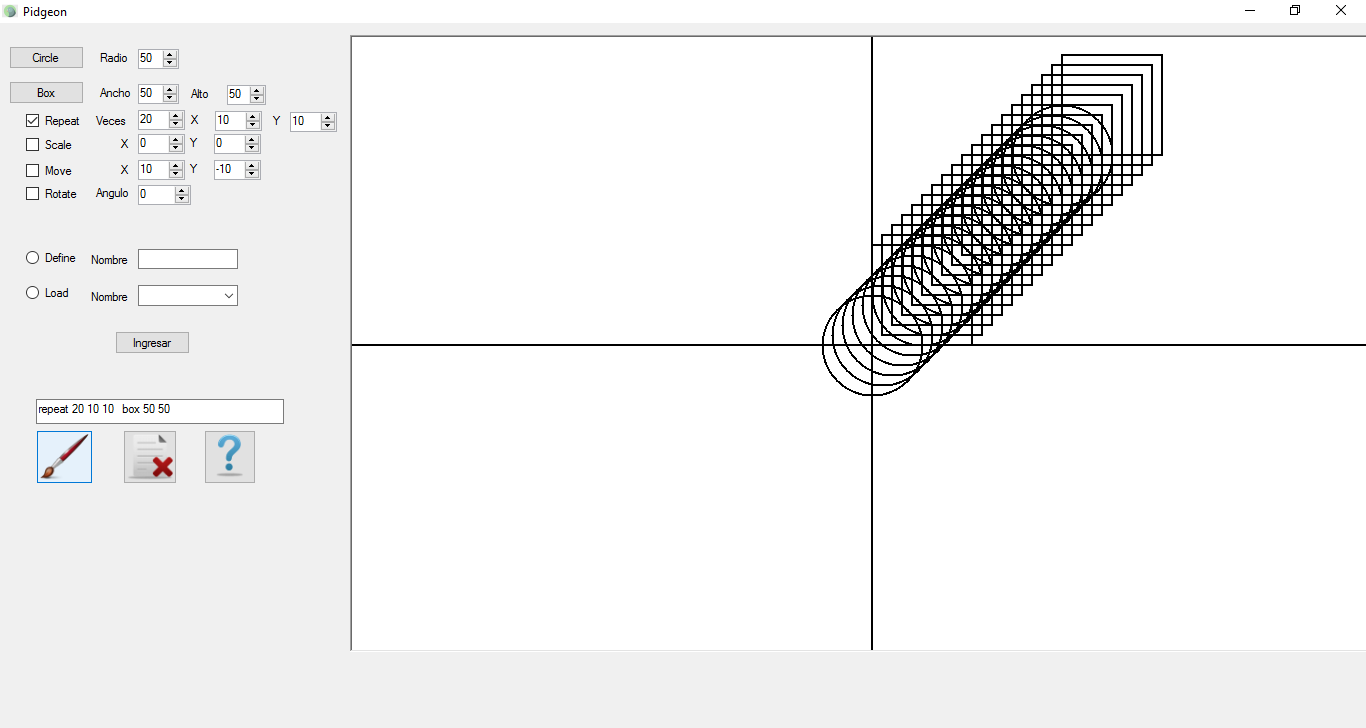 Pidgeon
Circle Radio 50
Box Ancho 50 Alto 50
Repeat Veces 20 X 10 Y 10
Scale X 0 Y 0
Move X 10 Y -10
Rotate Angulo 0
Define Nombre
Load Nombre
Ingresar
repeat 20 10 10 box 50 50
?